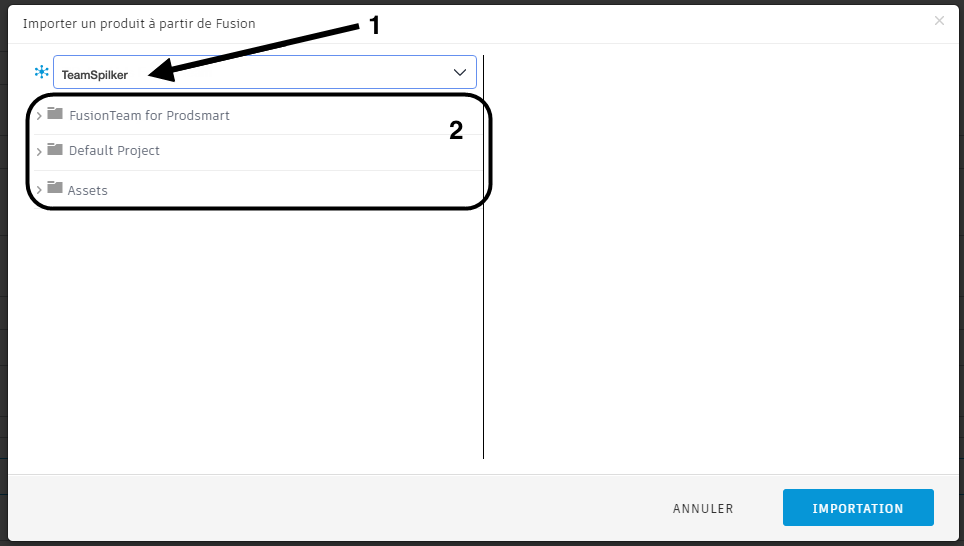 Importer un produit à partir de Fusion
1
TeamSpilker
FusionTeam for Prodsmart
2
Default Project
Assets
ANNULER
IMPORTATION